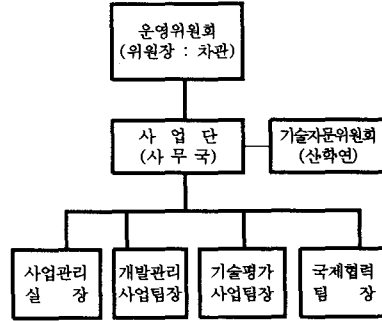 운영위원회
(위원장 : 차관)
사 업 단
(사 무 국)
기술자문위원회
(산·학·연)
사업관리
실 장
개발관리
사업팀장
기술평가
사업팀장
국제협력
팀 장